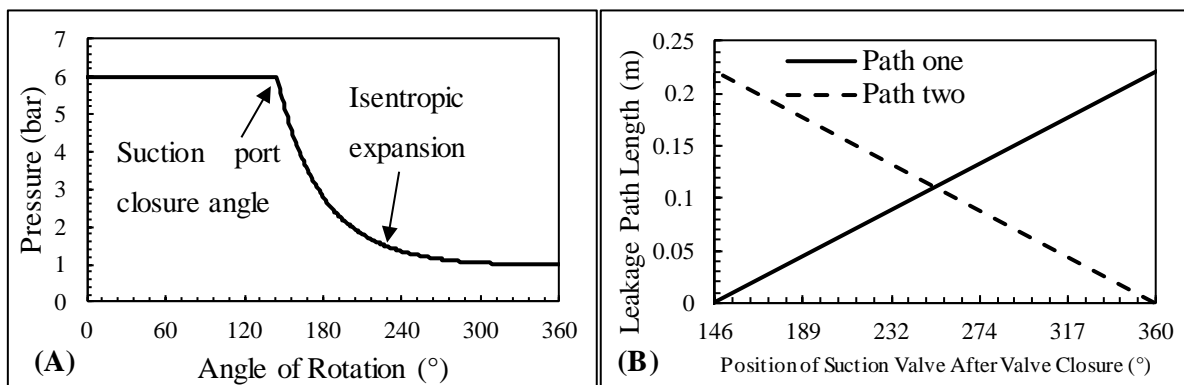 7
6
5
4
3
2
1
0
Pressure (bar)
Suction port
closure angle
Isentropic
expansion
0 60 120 180 240 300 360
(A)
Angle of Rotation (°)
0.25
0.2
0.15
0.1
0.05
0
Leakage Path Length (m)
Path one
Path two
146 189 232 274 317 360
(B)
Position of Suction Valve After Valve Closure (°)